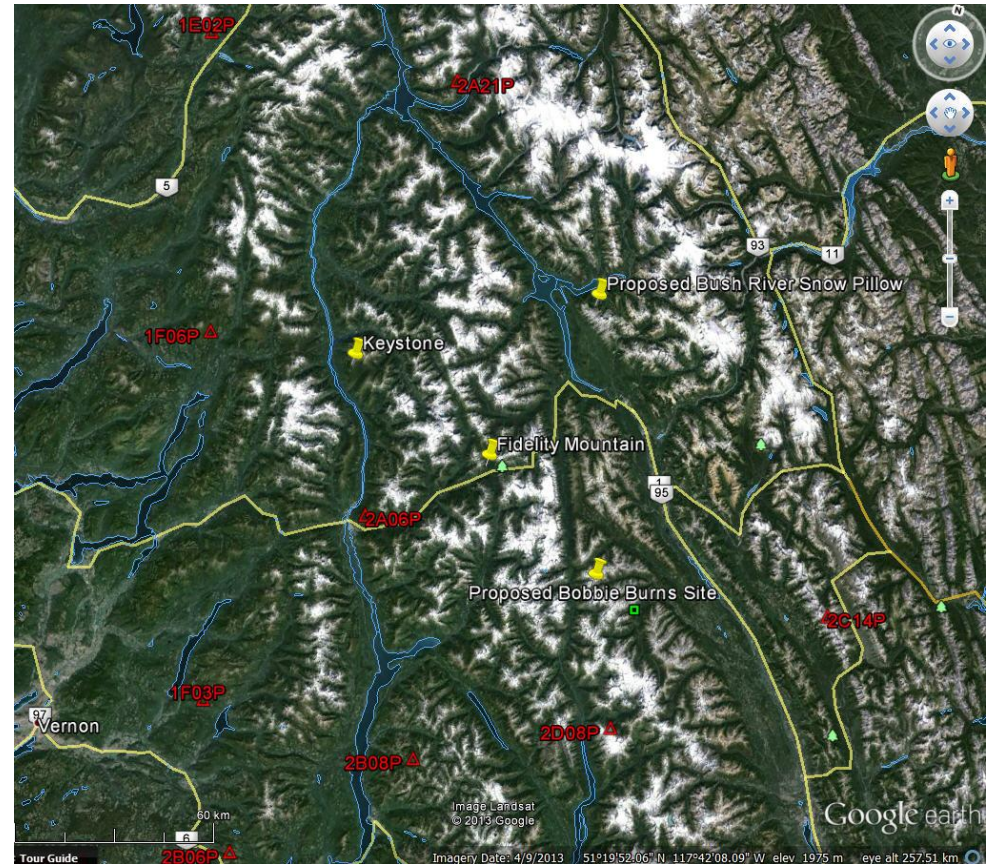 N
1E02P
2A21P
5
93
11
Proposed Bush River Snow Pillow
1F06P
Keystone
Fidelity Mountain
1
95
2A06P
Proposed Bobbie Burns Site
2C14P
1F03P
97
Vernon
2D08P
2B08P
Image Landsat
© 2013 Google
Google earth
60 km
6
2B06P
Tour Guide
Imagery Date: 4/9/2013 51°19'52.06" N 117°42'08.09" W elev 1975 m eye alt 257.51 km